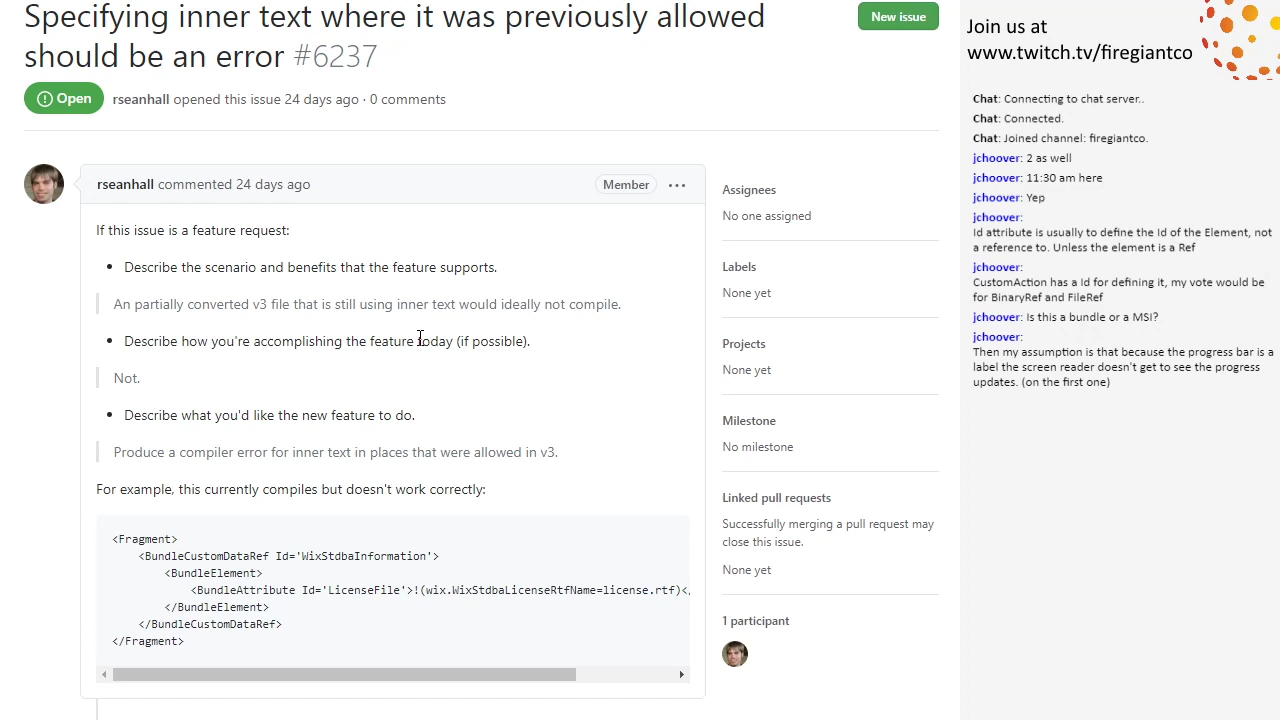 Specifying inner text where it was previously allowed
should be an error #6237
New issue
Open
rseanhall opened this issue 24 days ago · 0 comments
rseanhall commented 24 days ago
Member
If this issue is a feature request:
• Describe the scenario and benefits that the feature supports.
An partially converted v3 file that is still using inner text would ideally not compile.
• Describe how you're accomplishing the feature today (if possible).
Not.
• Describe what you'd like the new feature to do.
Produce a compiler error for inner text in places that were allowed in v3.
For example, this currently compiles but doesn't work correctly:
<Fragment>
<BundleCustomDataRef Id='WixStdbaInformation'>
<BundleElement>
<BundleAttribute Id='LicenseFile'>!(wix.WixStdbaLicenseRtfName=license.rtf)<
</BundleElement>
</BundleCustomDataRef>
</Fragment>
Assignees
No one assigned
Labels
None yet
Projects
None yet
Milestone
No milestone
Linked pull requests
Successfully merging a pull request may
close this issue.
None yet
1 participant
Join us at
www.twitch.tv/firegiantco
Chat: Connecting to chat server..
Chat: Connected.
Chat: Joined channel: firegiantco.
jchoover: 2 as well
jchoover: 11:30 am here
jchoover: Yep
jchoover:
Id attribute is usually to define the Id of the Element, not
a reference to. Unless the element is a Ref
jchoover:
CustomAction has a Id for defining it, my vote would be
for BinaryRef and FileRef
jchoover: Is this a bundle or a MSI?
jchoover:
Then my assumption is that because the progress bar is a
label the screen reader doesn't get to see the progress
updates. (on the first one)